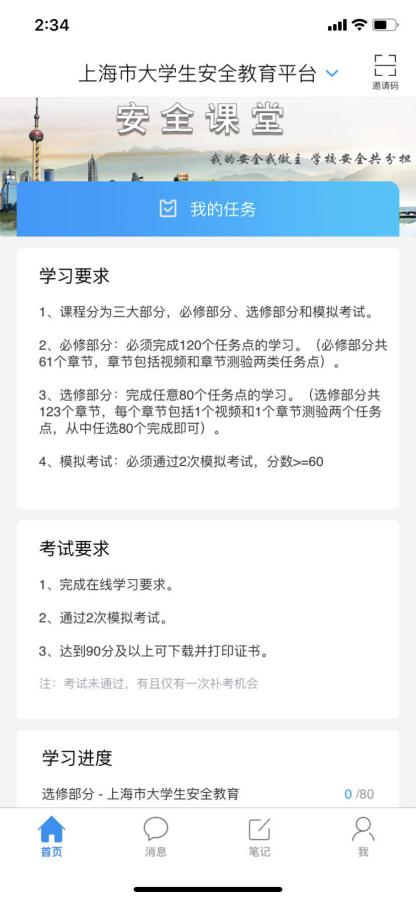 2:34
上海市大学生安全教育平台
邀请码
安全课堂
我的安全我做主 学校安全共分担
我的任务
学习要求
1、课程分为三大部分，必修部分、选修部分和模拟考试。
2、必修部分：必须完成120个任务点的学习。（必修部分共
61个章节，章节包括视频和章节测验两类任务点）。
3、选修部分：完成任意80个任务点的学习。（选修部分共
123个章节，每个章节包括1个视频和1个章节测验两个任务
点，从中任选80个完成即可）。
4、模拟考试：必须通过2次模拟考试，分数>=60
考试要求
1、完成在线学习要求。
2、通过2次模拟考试。
3、达到90分及以上可下载并打印证书。
注：考试未通过，有且仅有一次补考机会
学习进度
选修部分 - 上海市大学生安全教育 0 /80
首页 消息 笔记 我